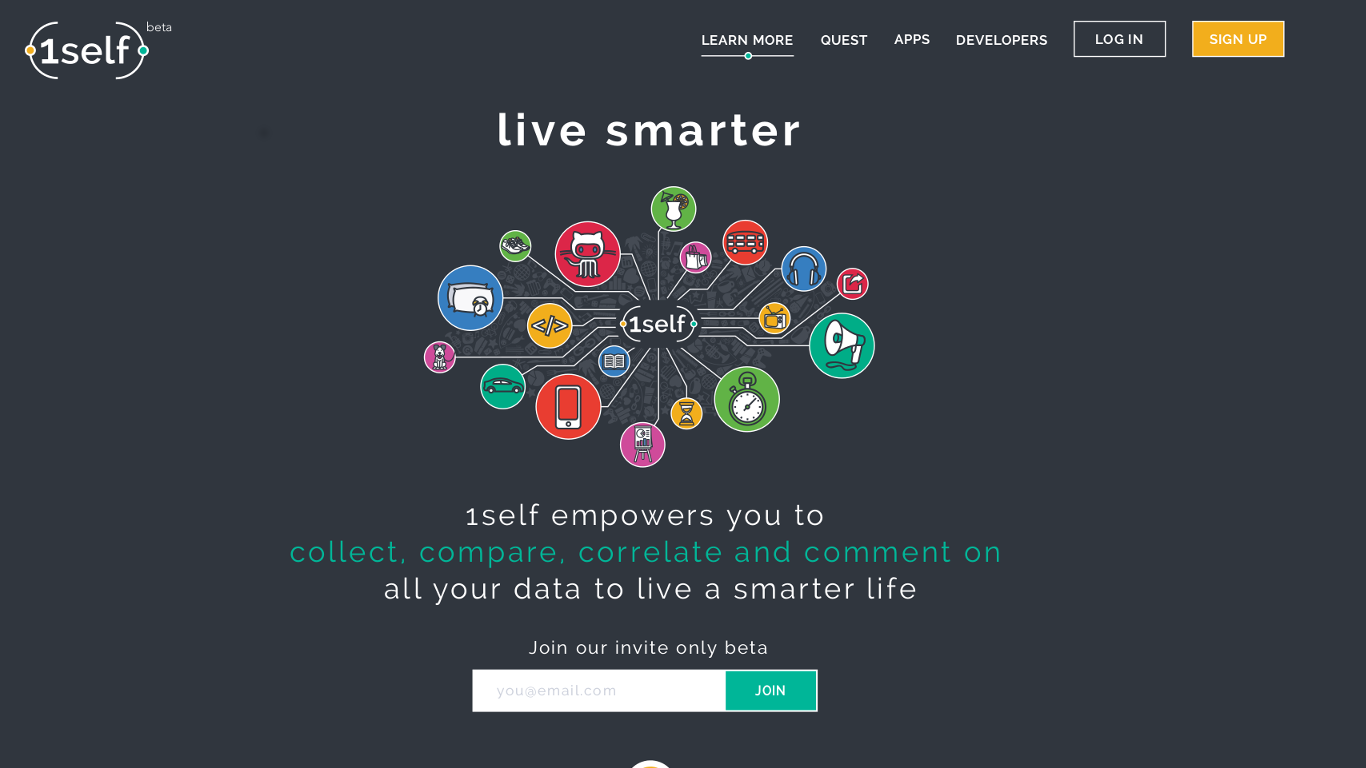 1self
beta
LEARN MORE
QUEST
APPS
DEVELOPERS
LOG IN
SIGN UP
live smarter
</>
1self
1self empowers you to
collect, compare, correlate and comment on
all your data to live a smarter life
Join our invite only beta
you@email.com
JOIN